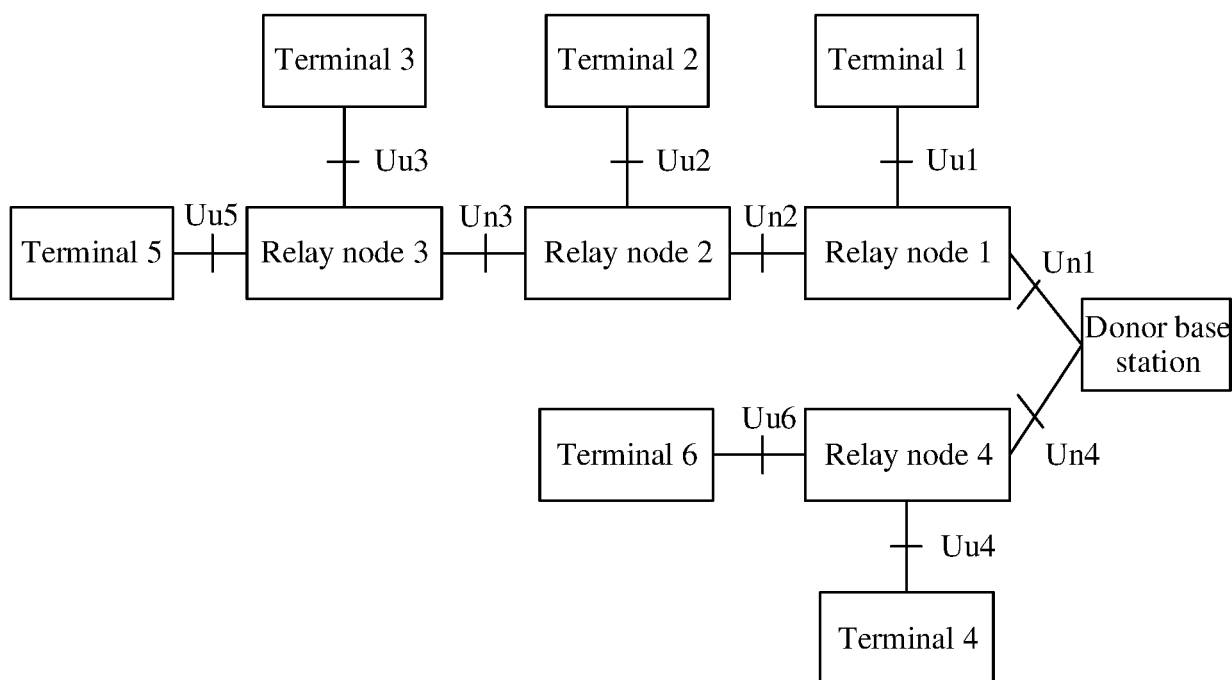 Terminal 3
Terminal 2
Terminal 1
Uu3
Uu2
Uu1
Uu5
Un3
Un2
Terminal 5
Relay node 3
Relay node 2
Relay node 1
Un1
Donor base
station
Uu6
Terminal 6
Relay node 4
Un4
Uu4
Terminal 4